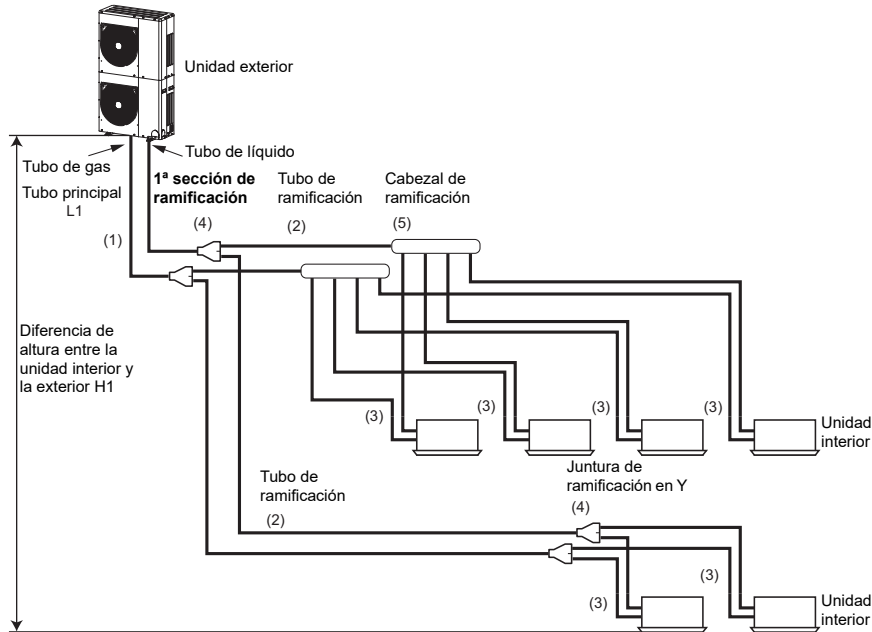 Unidad exterior
Tubo de gas
Tubo de líquido
Tubo principal
L1
1ª sección de
ramificación
Tubo de
ramificación
Cabezal de
ramificación
(1)
(4)
(2)
(5)
Diferencia de
altura entre la
unidad interior y
la exterior H1
(3)
(3)
(3)
(3)
Unidad
interior
Tubo de
ramificación
(2)
Juntura de
ramificación en Y
(4)
(3)
(3)
Unidad
interior